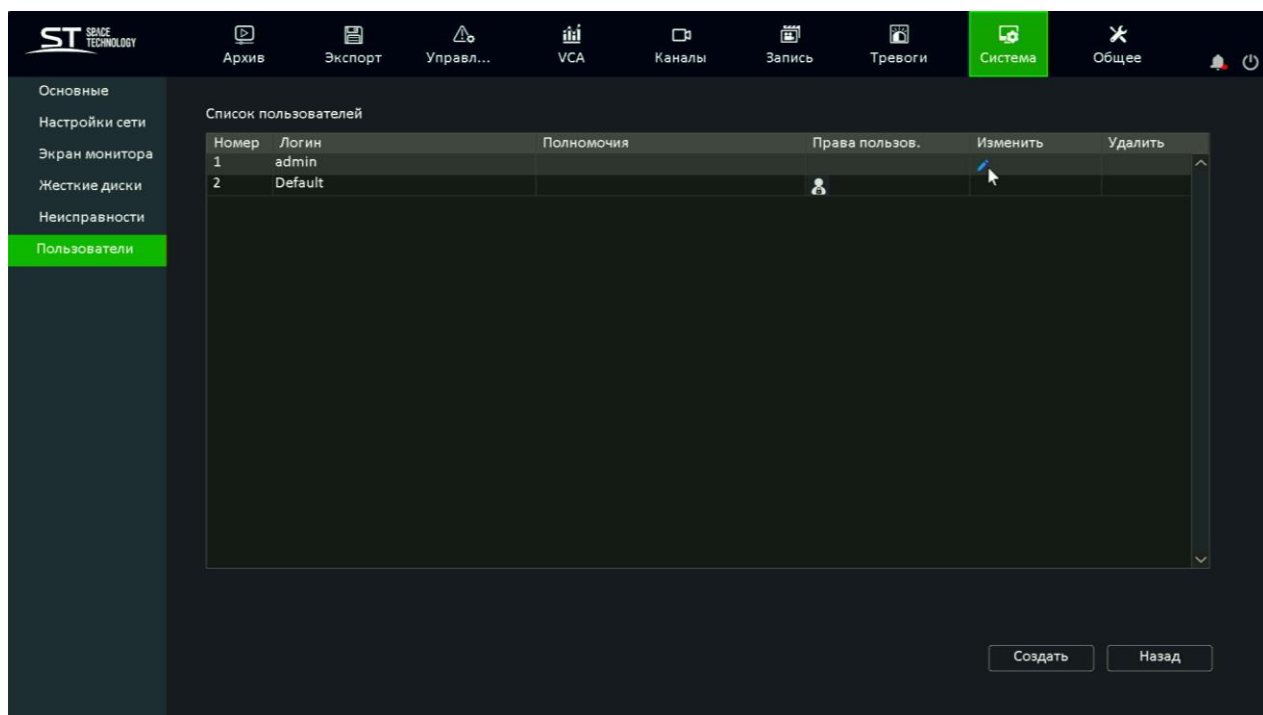 ST SPACE TECHNOLOGY
Архив Экспорт Управл... VCA Каналы Запись Тревоги Система Общее
Основные
Настройки сети
Экран монитора
Жесткие диски
Неисправности
Пользователи
Список пользователей
Номер Логин Полномочия Права пользов. Изменить Удалить
1 admin
2 Default
Создать Назад